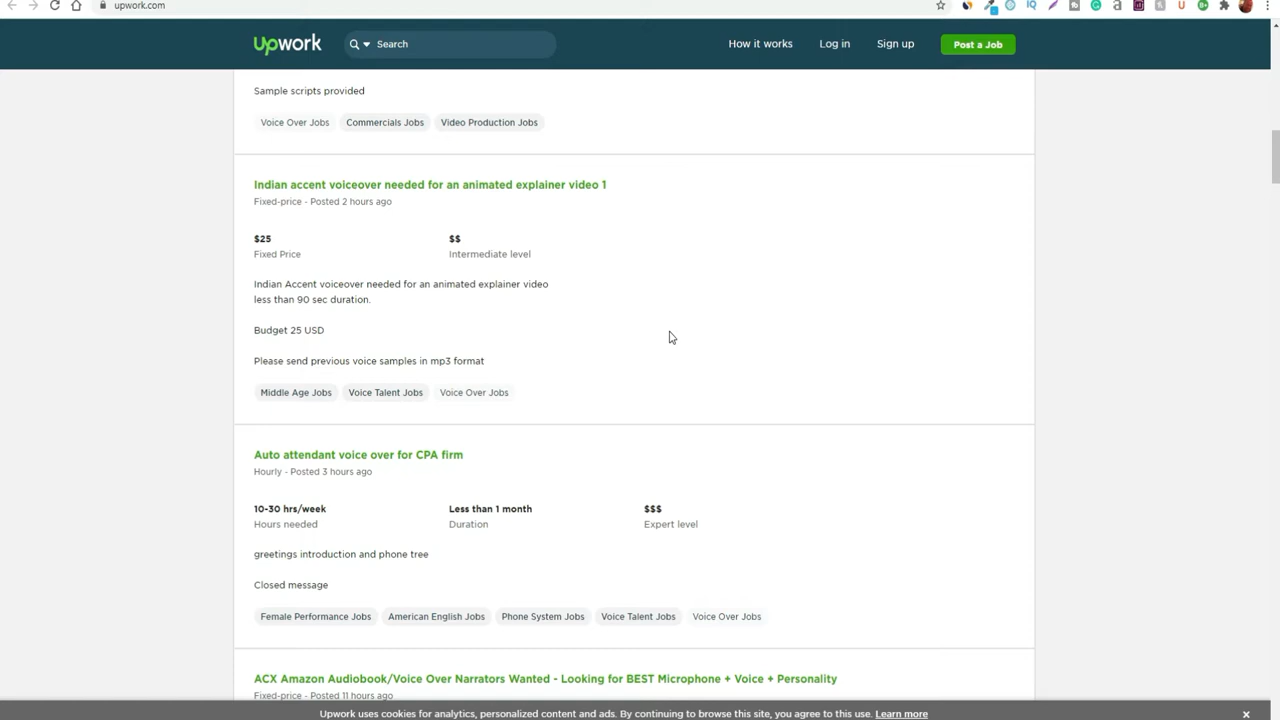 upwork.com
Upwork
Search
How it works
Log in
Sign up
Post a Job
Sample scripts provided
Voice Over Jobs
Commercials Jobs
Video Production Jobs
Indian accent voiceover needed for an animated explainer video 1
Fixed-price - Posted 2 hours ago
$25
$$
Fixed Price
Intermediate level
Indian Accent voiceover needed for an animated explainer video
less than 90 sec duration.
Budget 25 USD
Please send previous voice samples in mp3 format
Middle Age Jobs
Voice Talent Jobs
Voice Over Jobs
Auto attendant voice over for CPA firm
Hourly - Posted 3 hours ago
10-30 hrs/week
Less than 1 month
$$$
Hours needed
Duration
Expert level
greetings introduction and phone tree
Closed message
Female Performance Jobs
American English Jobs
Phone System Jobs
Voice Talent Jobs
Voice Over Jobs
ACX Amazon Audiobook/Voice Over Narrators Wanted - Looking for BEST Microphone + Voice + Personality
Fixed-price - Posted 11 hours ago
Upwork uses cookies for analytics, personalized content and ads. By continuing to browse this site, you agree to this use. Learn more